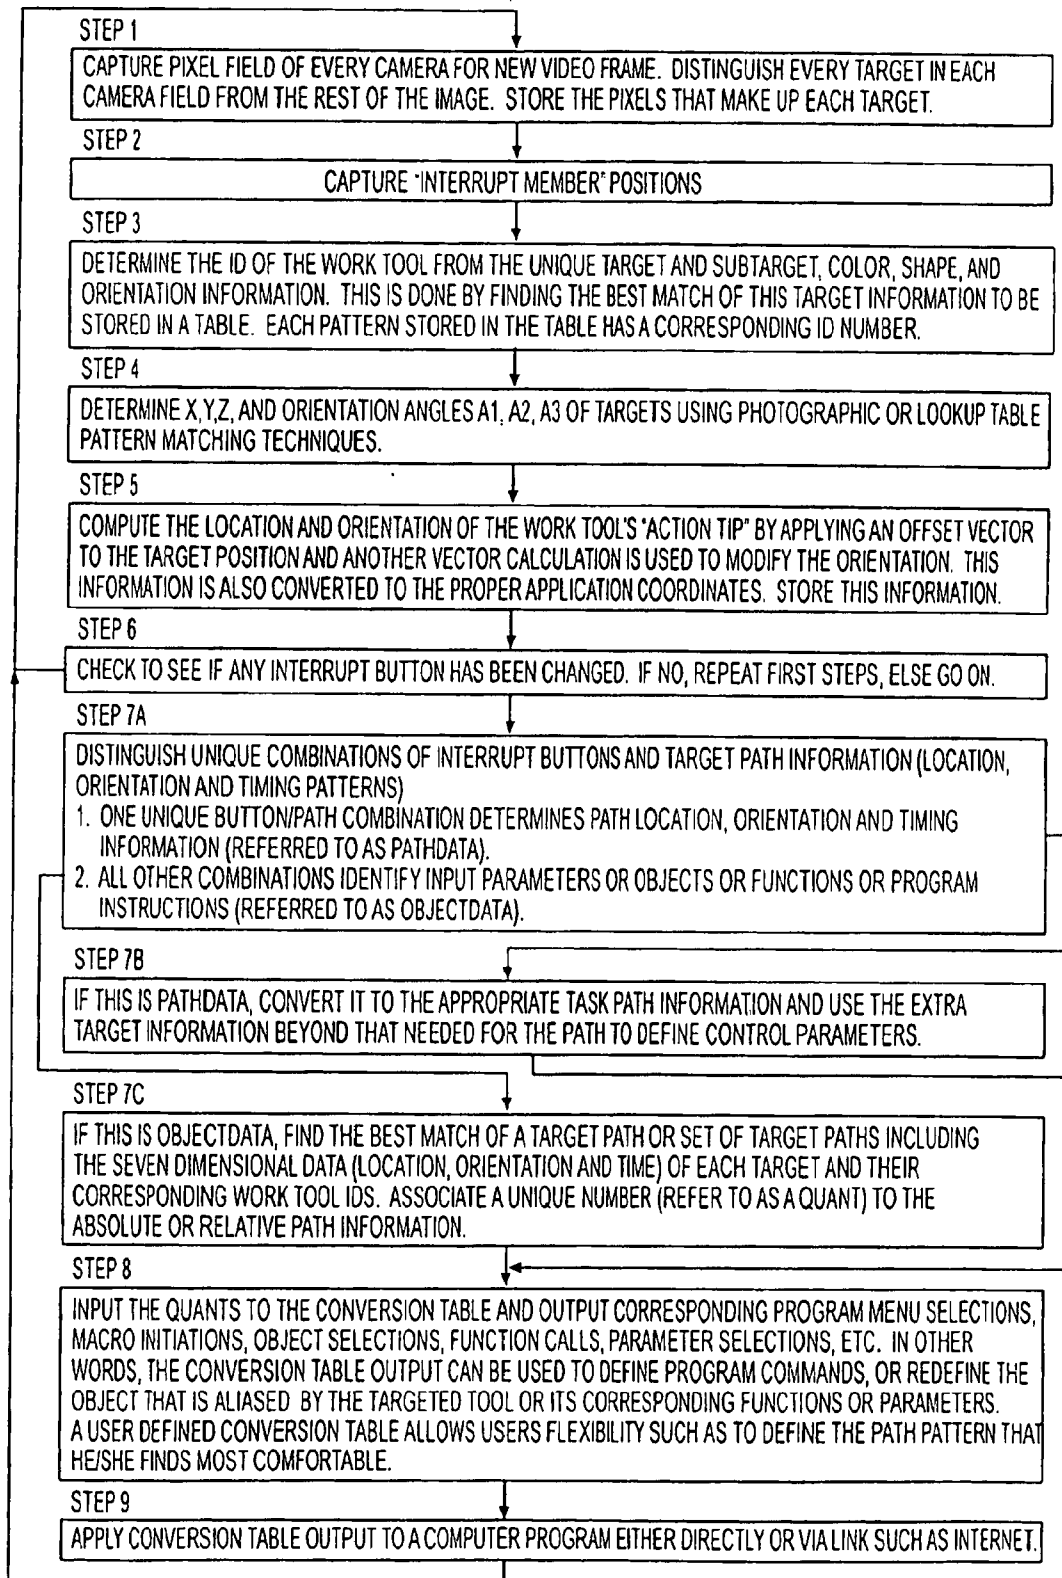 STEP 1
CAPTURE PIXEL FIELD OF EVERY CAMERA FOR NEW VIDEO FRAME. DISTINGUISH EVERY TARGET IN EACH
CAMERA FIELD FROM THE REST OF THE IMAGE. STORE THE PIXELS THAT MAKE UP EACH TARGET.
STEP 2
CAPTURE "INTERRUPT MEMBER" POSITIONS
STEP 3
DETERMINE THE ID OF THE WORK TOOL FROM THE UNIQUE TARGET AND SUBTARGET, COLOR, SHAPE, AND
ORIENTATION INFORMATION. THIS IS DONE BY FINDING THE BEST MATCH OF THIS TARGET INFORMATION TO BE
STORED IN A TABLE. EACH PATTERN STORED IN THE TABLE HAS A CORRESPONDING ID NUMBER.
STEP 4
DETERMINE X,Y,Z, AND ORIENTATION ANGLES A1, A2, A3 OF TARGETS USING PHOTOGRAPHIC OR LOOKUP TABLE
PATTERN MATCHING TECHNIQUES.
STEP 5
COMPUTE THE LOCATION AND ORIENTATION OF THE WORK TOOL'S "ACTION TIP" BY APPLYING AN OFFSET VECTOR
TO THE TARGET POSITION AND ANOTHER VECTOR CALCULATION IS USED TO MODIFY THE ORIENTATION. THIS
INFORMATION IS ALSO CONVERTED TO THE PROPER APPLICATION COORDINATES. STORE THIS INFORMATION.
STEP 6
CHECK TO SEE IF ANY INTERRUPT BUTTON HAS BEEN CHANGED. IF NO, REPEAT FIRST STEPS, ELSE GO ON.
STEP 7A
DISTINGUISH UNIQUE COMBINATIONS OF INTERRUPT BUTTONS AND TARGET PATH INFORMATION (LOCATION,
ORIENTATION AND TIMING PATTERNS)
1. ONE UNIQUE BUTTON/PATH COMBINATION DETERMINES PATH LOCATION, ORIENTATION AND TIMING
INFORMATION (REFERRED TO AS PATHDATA).
2. ALL OTHER COMBINATIONS IDENTIFY INPUT PARAMETERS OR OBJECTS OR FUNCTIONS OR PROGRAM
INSTRUCTIONS (REFERRED TO AS OBJECTDATA).
STEP 7B
IF THIS IS PATHDATA, CONVERT IT TO THE APPROPRIATE TASK PATH INFORMATION AND USE THE EXTRA
TARGET INFORMATION BEYOND THAT NEEDED FOR THE PATH TO DEFINE CONTROL PARAMETERS.
STEP 7C
IF THIS IS OBJECTDATA, FIND THE BEST MATCH OF A TARGET PATH OR SET OF TARGET PATHS INCLUDING
THE SEVEN DIMENSIONAL DATA (LOCATION, ORIENTATION AND TIME) OF EACH TARGET AND THEIR
CORRESPONDING WORK TOOL IDS. ASSOCIATE A UNIQUE NUMBER (REFER TO AS A QUANT) TO THE
ABSOLUTE OR RELATIVE PATH INFORMATION.
STEP 8
INPUT THE QUANTS TO THE CONVERSION TABLE AND OUTPUT CORRESPONDING PROGRAM MENU SELECTIONS,
MACRO INITIATIONS, OBJECT SELECTIONS, FUNCTION CALLS, PARAMETER SELECTIONS, ETC. IN OTHER
WORDS, THE CONVERSION TABLE OUTPUT CAN BE USED TO DEFINE PROGRAM COMMANDS, OR REDEFINE THE
OBJECT THAT IS ALIASED BY THE TARGETED TOOL OR ITS CORRESPONDING FUNCTIONS OR PARAMETERS.
A USER DEFINED CONVERSION TABLE ALLOWS USERS FLEXIBILITY SUCH AS TO DEFINE THE PATH PATTERN THAT
HE/SHE FINDS MOST COMFORTABLE.
STEP 9
APPLY CONVERSION TABLE OUTPUT TO A COMPUTER PROGRAM EITHER DIRECTLY OR VIA LINK SUCH AS INTERNET.